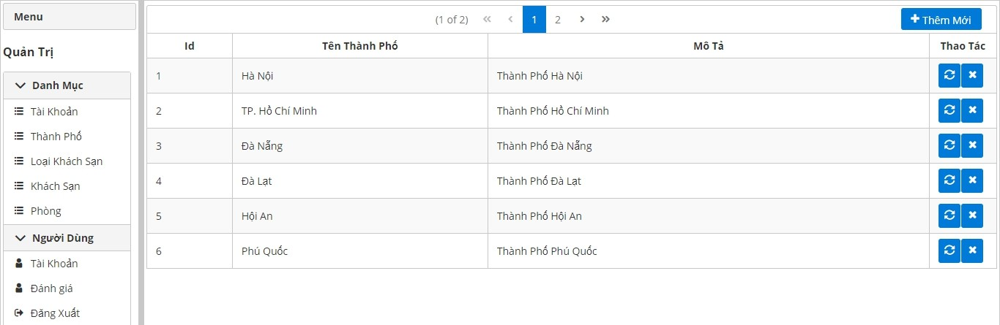 Menu
Quản Trị
Danh Mục
Tài Khoản
Thành Phố
Loại Khách Sạn
Khách Sạn
Phòng
Người Dùng
Tài Khoản
Đánh giá
Đăng Xuất
(1 of 2) 1 2 Thêm Mới
Id Tên Thành Phố Mô Tả Thao Tác
1 Hà Nội Thành Phố Hà Nội
2 TP. Hồ Chí Minh Thành Phố Hồ Chí Minh
3 Đà Nẵng Thành Phố Đà Nẵng
4 Đà Lạt Thành Phố Đà Lạt
5 Hội An Thành Phố Hội An
6 Phú Quốc Thành Phố Phú Quốc